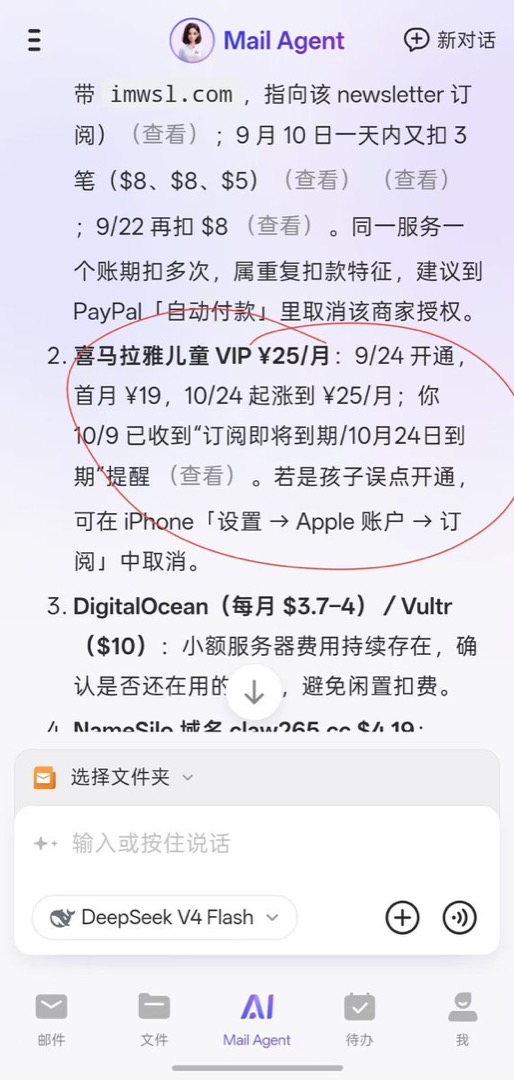 Mail Agent
新对话
带 imwsl.com ，指向该 newsletter 订
阅）（查看）；9 月 10 日一天内又扣 3
笔（$8、$8、$5）（查看）（查看）
；9/22 再扣 $8 （查看）。同一服务一
个账期扣多次，属重复扣款特征，建议到
PayPal「自动付款」里取消该商家授权。
2. 喜马拉雅儿童 VIP ¥25/月：9/24 开通，
首月 ¥19，10/24 起涨到 ¥25/月；你
10/9 已收到“订阅即将到期/10月24日到
期”提醒（查看）。若是孩子误点开通，
可在 iPhone「设置 → Apple 账户 → 订
阅」中取消。
3. DigitalOcean（每月 $3.7–4） / Vultr
（$10）：小额服务器费用持续存在，确
认是否还在用的 ，避免闲置扣费。
4. NameSilo 域名 claw265.cc $4.19：
选择文件夹
输入或按住说话
DeepSeek V4 Flash
邮件
文件
AI
Mail Agent
待办
我